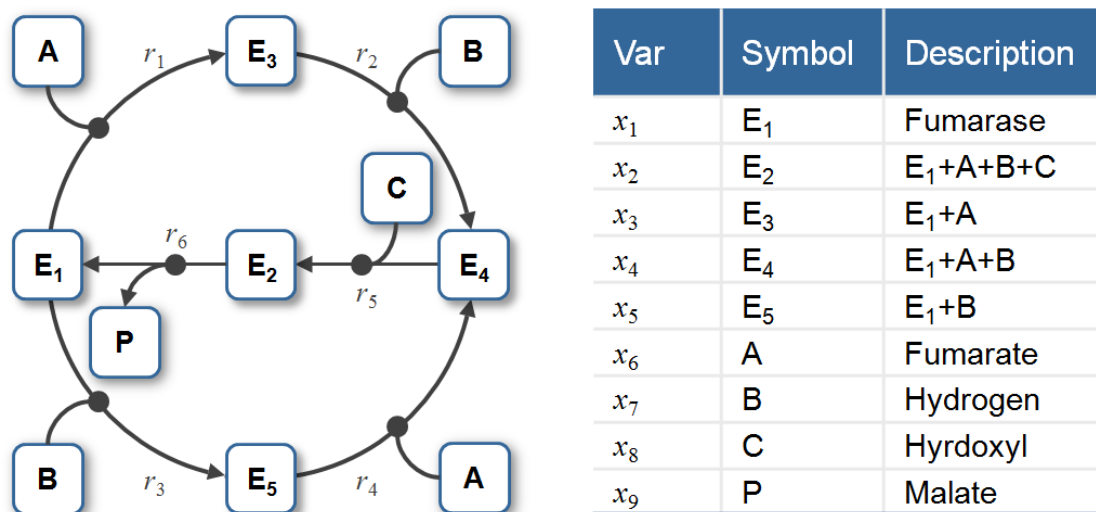 A
r₁
E₃
r₂
B
C
E₁
r₆
E₂
r₅
E₄
P
B
r₃
E₅
r₄
A
Var Symbol Description
x₁ E₁ Fumarase
x₂ E₂ E₁+A+B+C
x₃ E₃ E₁+A
x₄ E₄ E₁+A+B
x₅ E₅ E₁+B
x₆ A Fumarate
x₇ B Hydrogen
x₈ C Hyrdoxyl
x₉ P Malate